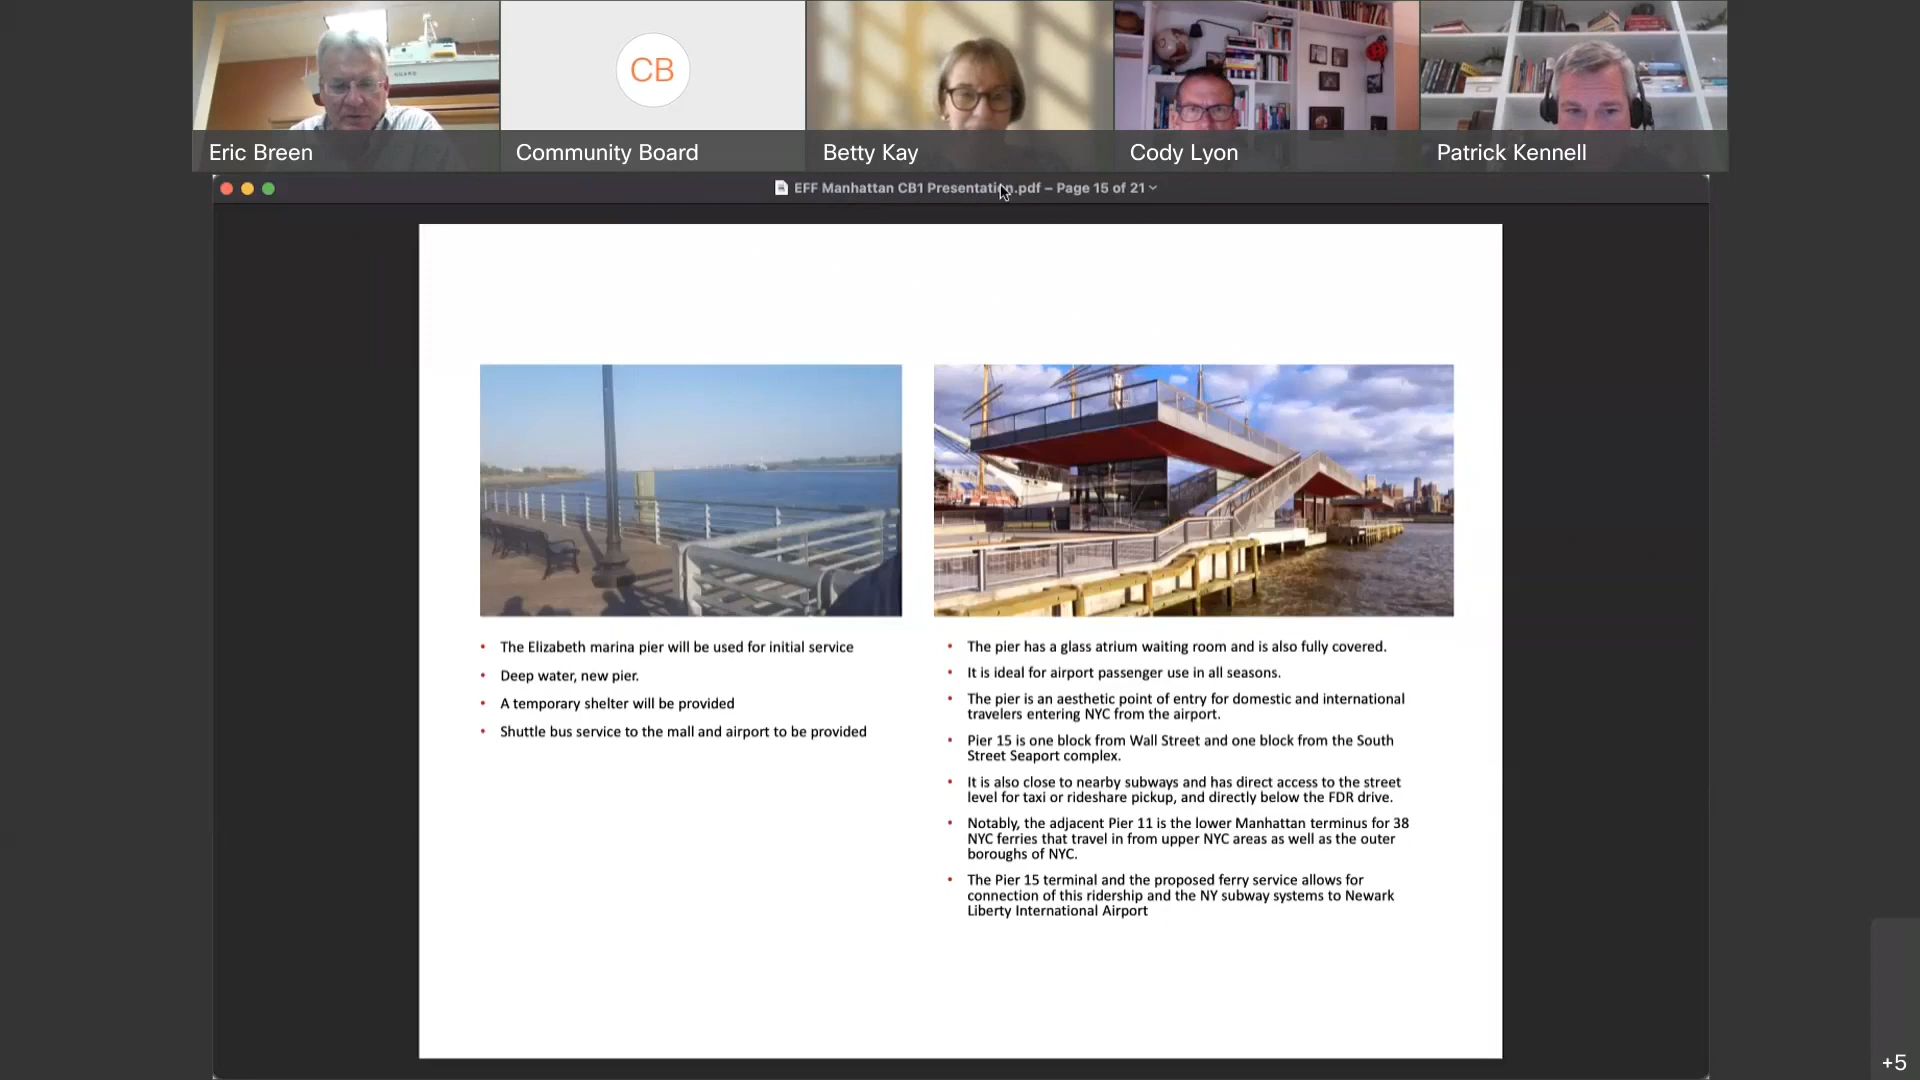 Eric Breen
CB
Community Board
Betty Kay
Cody Lyon
Patrick Kennell
EFF Manhattan CB1 Presentation.pdf – Page 15 of 21
• The Elizabeth marina pier will be used for initial service
• Deep water, new pier.
• A temporary shelter will be provided
• Shuttle bus service to the mall and airport to be provided
• The pier has a glass atrium waiting room and is also fully covered.
• It is ideal for airport passenger use in all seasons.
• The pier is an aesthetic point of entry for domestic and international
travelers entering NYC from the airport.
• Pier 15 is one block from Wall Street and one block from the South
Street Seaport complex.
• It is also close to nearby subways and has direct access to the street
level for taxi or rideshare pickup, and directly below the FDR drive.
• Notably, the adjacent Pier 11 is the lower Manhattan terminus for 38
NYC ferries that travel in from upper NYC areas as well as the outer
boroughs of NYC.
• The Pier 15 terminal and the proposed ferry service allows for
connection of this ridership and the NY subway systems to Newark
Liberty International Airport
+5